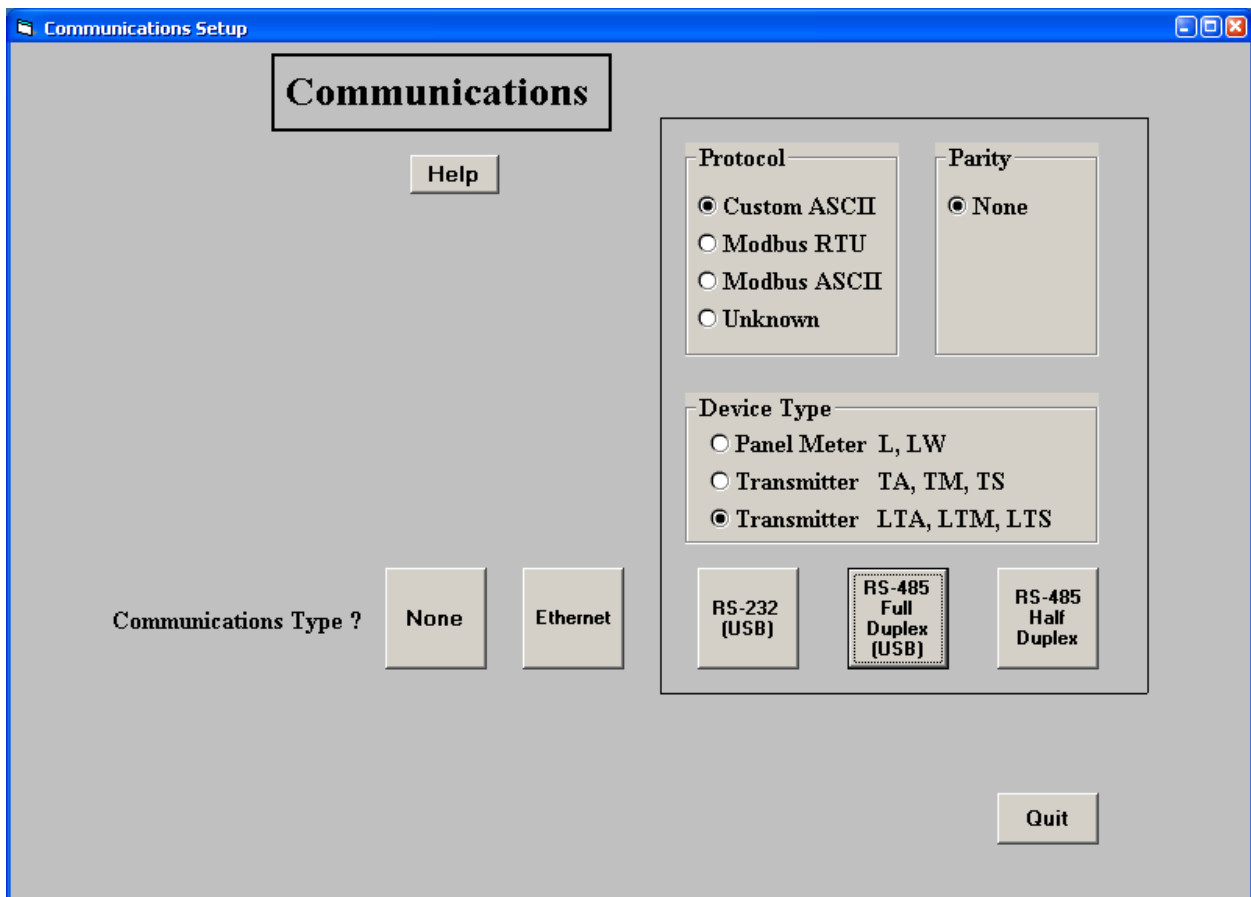 Communications Setup
Communications
Help
Protocol
Custom ASCII
Modbus RTU
Modbus ASCII
Unknown
Parity
None
Device Type
Panel Meter L, LW
Transmitter TA, TM, TS
Transmitter LTA, LTM, LTS
Communications Type ?
None
Ethernet
RS-232
(USB)
RS-485
Full
Duplex
(USB)
RS-485
Half
Duplex
Quit